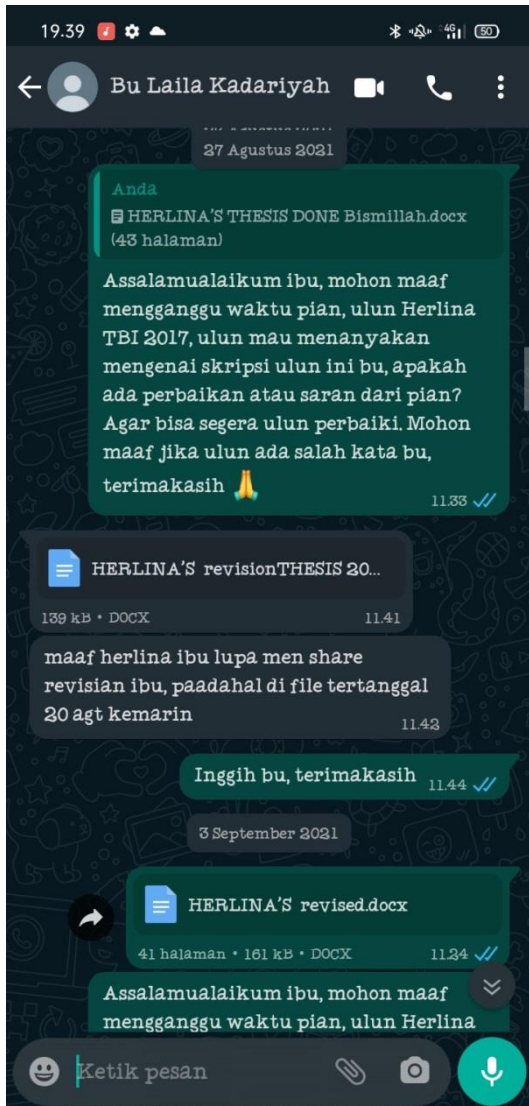 19.39
4G 50
Bu Laila Kadariyah
27 Agustus 2021
Anda
HERLINA'S THESIS DONE Bismillah.docx
(43 halaman)
Assalamualaikum ibu, mohon maaf
mengganggu waktu pian, ulun Herlina
TBI 2017, ulun mau menanyakan
mengenai skripsi ulun ini bu, apakah
ada perbaikan atau saran dari pian?
Agar bisa segera ulun perbaiki. Mohon
maaf jika ulun ada salah kata bu,
terimakasih 🙏
11.33
HERLINA'S revisionTHESIS 20...
139 kB • DOCX 11.41
maaf herlina ibu lupa men share
revisian ibu, paadahal di file tertanggal
20 agt kemarin
11.42
Inggih bu, terimakasih 11.44
3 September 2021
HERLINA'S revised.docx
41 halaman • 161 kB • DOCX 11.24
Assalamualaikum ibu, mohon maaf
mengganggu waktu pian, ulun Herlina
Ketik pesan